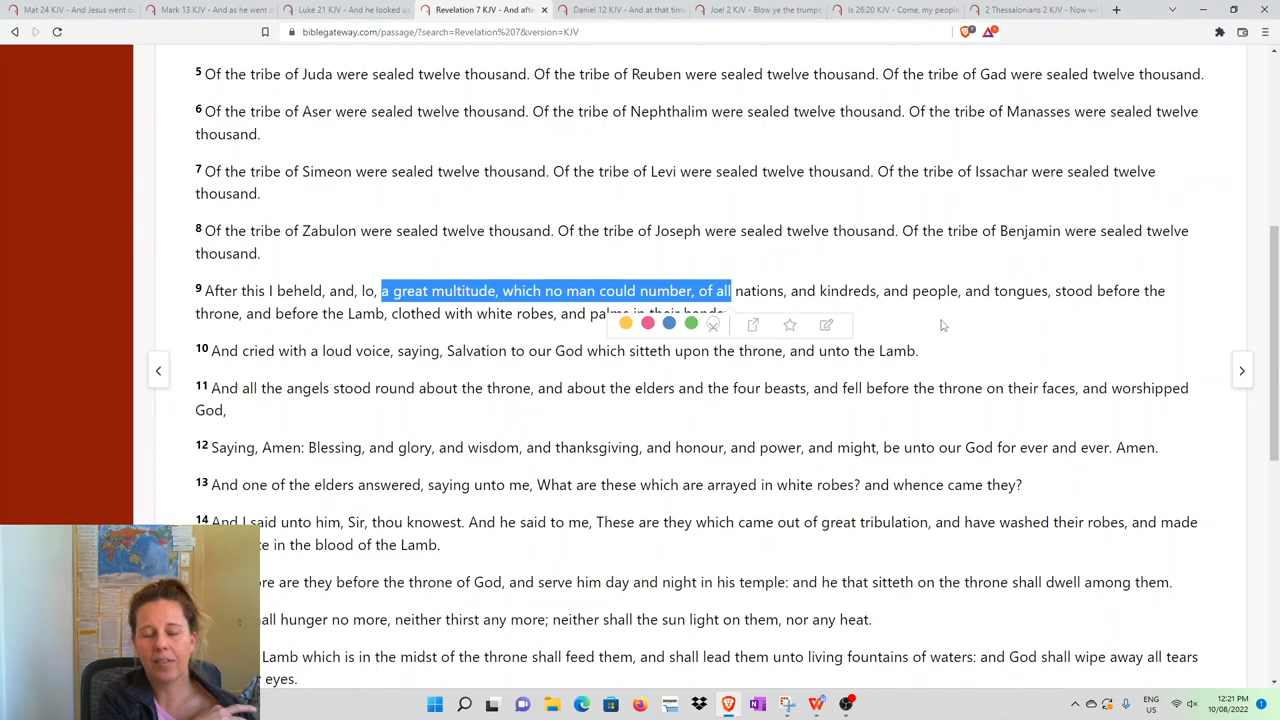 Mat 24 KJV - And Jesus went ou
Mark 13 KJV - And as he went o
Luke 21 KJV - And he looked up
Revelation 7 KJV - And afte
Daniel 12 KJV - And at that time
Joel 2 KJV - Blow ye the trumpe
Is 26:20 KJV - Come, my people
2 Thessalonians 2 KJV - Now w
biblegateway.com/passage/?search=Revelation%207&version=KJV
5 Of the tribe of Juda were sealed twelve thousand. Of the tribe of Reuben were sealed twelve thousand. Of the tribe of Gad were sealed twelve thousand.
6 Of the tribe of Aser were sealed twelve thousand. Of the tribe of Nephthalim were sealed twelve thousand. Of the tribe of Manasses were sealed twelve
thousand.
7 Of the tribe of Simeon were sealed twelve thousand. Of the tribe of Levi were sealed twelve thousand. Of the tribe of Issachar were sealed twelve
thousand.
8 Of the tribe of Zabulon were sealed twelve thousand. Of the tribe of Joseph were sealed twelve thousand. Of the tribe of Benjamin were sealed twelve
thousand.
9 After this I beheld, and, lo, a great multitude, which no man could number, of all nations, and kindreds, and people, and tongues, stood before the
throne, and before the Lamb, clothed with white robes, and palms in their hands;
10 And cried with a loud voice, saying, Salvation to our God which sitteth upon the throne, and unto the Lamb.
11 And all the angels stood round about the throne, and about the elders and the four beasts, and fell before the throne on their faces, and worshipped
God,
12 Saying, Amen: Blessing, and glory, and wisdom, and thanksgiving, and honour, and power, and might, be unto our God for ever and ever. Amen.
13 And one of the elders answered, saying unto me, What are these which are arrayed in white robes? and whence came they?
14 And I said unto him, Sir, thou knowest. And he said to me, These are they which came out of great tribulation, and have washed their robes, and made
te in the blood of the Lamb.
ore are they before the throne of God, and serve him day and night in his temple: and he that sitteth on the throne shall dwell among them.
all hunger no more, neither thirst any more; neither shall the sun light on them, nor any heat.
Lamb which is in the midst of the throne shall feed them, and shall lead them unto living fountains of waters: and God shall wipe away all tears
eyes.
ENG
US
12:21 PM
10/08/2022